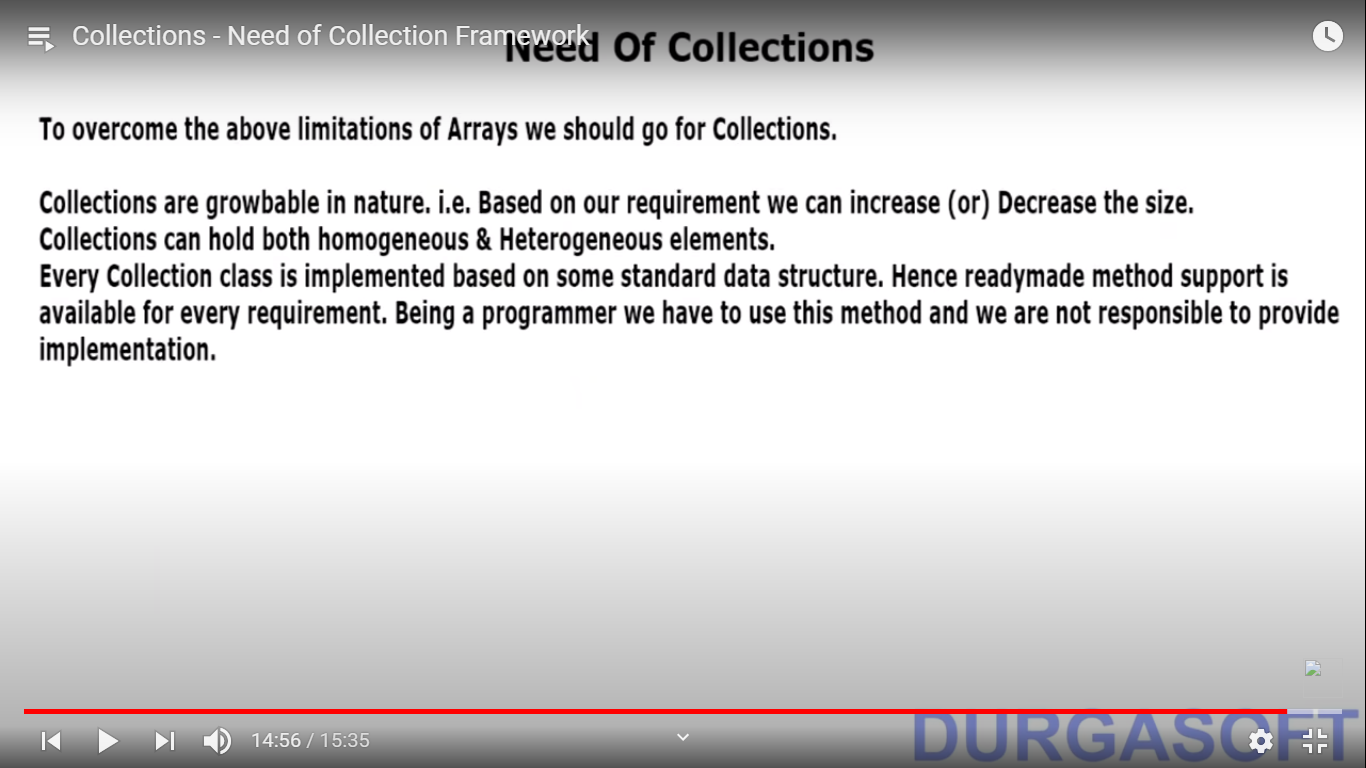 Collections - Need of Collection Framework
Need Of Collections
To overcome the above limitations of Arrays we should go for Collections.
Collections are growbable in nature. i.e. Based on our requirement we can increase (or) Decrease the size.
Collections can hold both homogeneous & Heterogeneous elements.
Every Collection class is implemented based on some standard data structure. Hence readymade method support is
available for every requirement. Being a programmer we have to use this method and we are not responsible to provide
implementation.
14:56 / 15:35
DURGASOFT